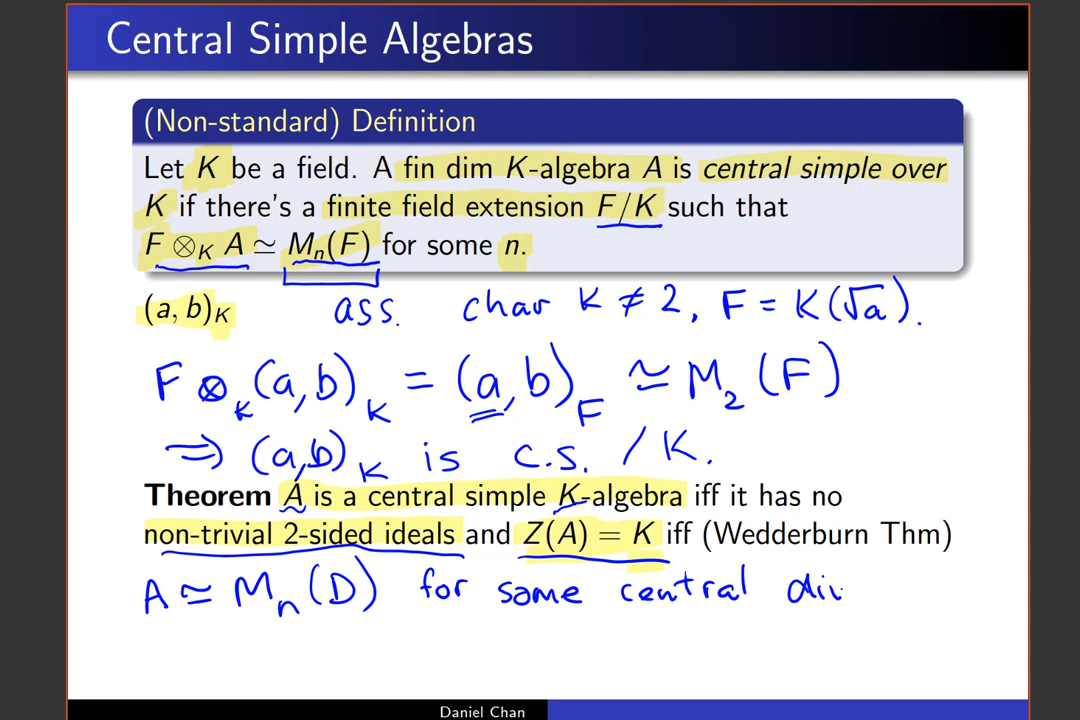 Central Simple Algebras
(Non-standard) Definition
Let K be a field. A fin dim K-algebra A is central simple over
K if there's a finite field extension F/K such that
F ⊗_K A ≃ M_n(F) for some n.
(a, b)_K ass. char K ≠ 2, F = K(√a).
F ⊗_K (a,b)_K = (a,b)_F ≃ M_2(F)
⇒ (a,b)_K is c.s. / K.
Theorem A is a central simple K-algebra iff it has no
non-trivial 2-sided ideals and Z(A) = K iff (Wedderburn Thm)
A ≃ M_n(D) for some central div
Daniel Chan